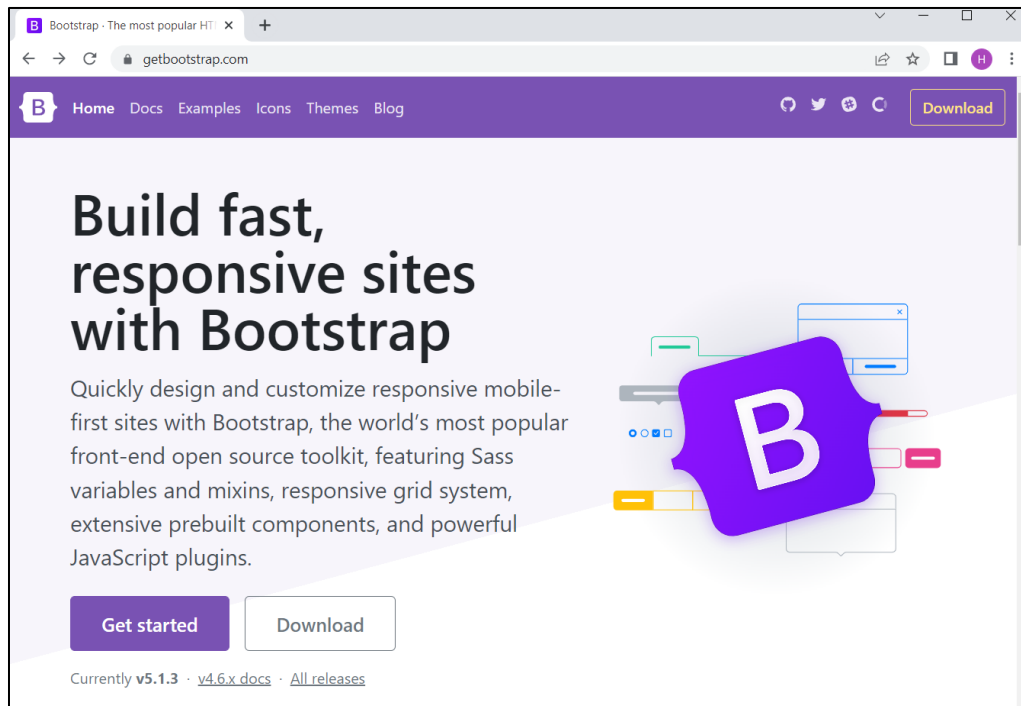 B Bootstrap · The most popular HT
getbootstrap.com
H
B Home Docs Examples Icons Themes Blog Download
Build fast,
responsive sites
with Bootstrap
Quickly design and customize responsive mobile-
first sites with Bootstrap, the world’s most popular
front-end open source toolkit, featuring Sass
variables and mixins, responsive grid system,
extensive prebuilt components, and powerful
JavaScript plugins.
B
Get started Download
Currently v5.1.3 · v4.6.x docs · All releases